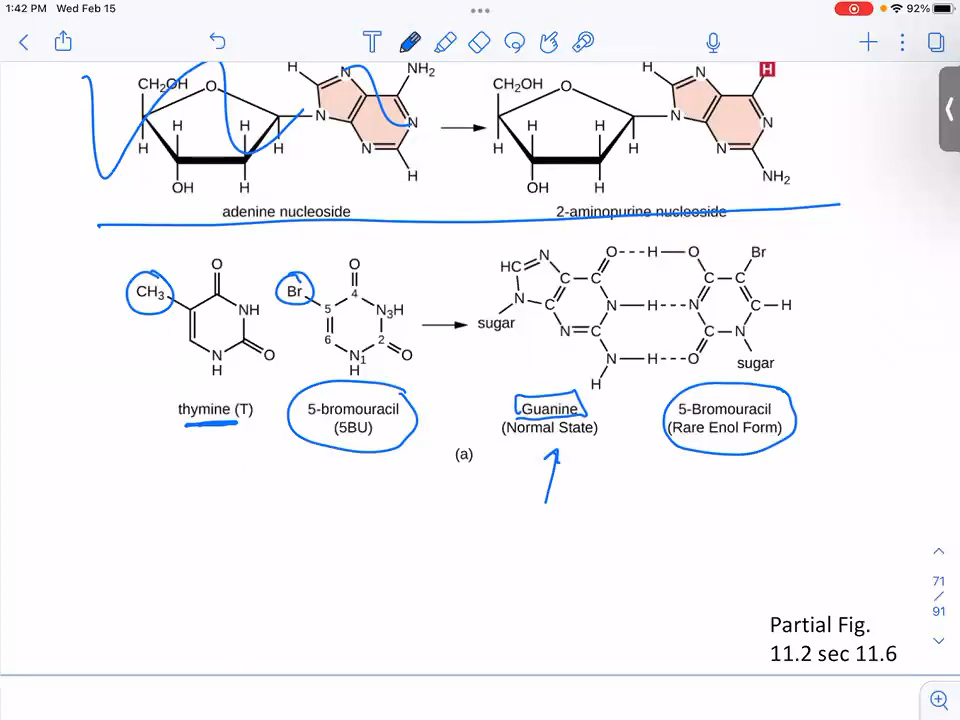 1:42 PM Wed Feb 15
92%
H N NH2
CH2OH O
H H N N
H H N
OH H H
CH2OH O
H H N N
H H N NH2
OH H
H N H
adenine nucleoside
2-aminopurine nucleoside
CH3 O NH N H O
Br O 4 5 N3H 6 2 N1 H O
HC N O H O Br
N C C C N H N C CH H
sugar N C C N
N H O sugar
H
thymine (T)
5-bromouracil
(5BU)
Guanine
(Normal State)
5-Bromouracil
(Rare Enol Form)
(a)
71
/
91
Partial Fig.
11.2 sec 11.6